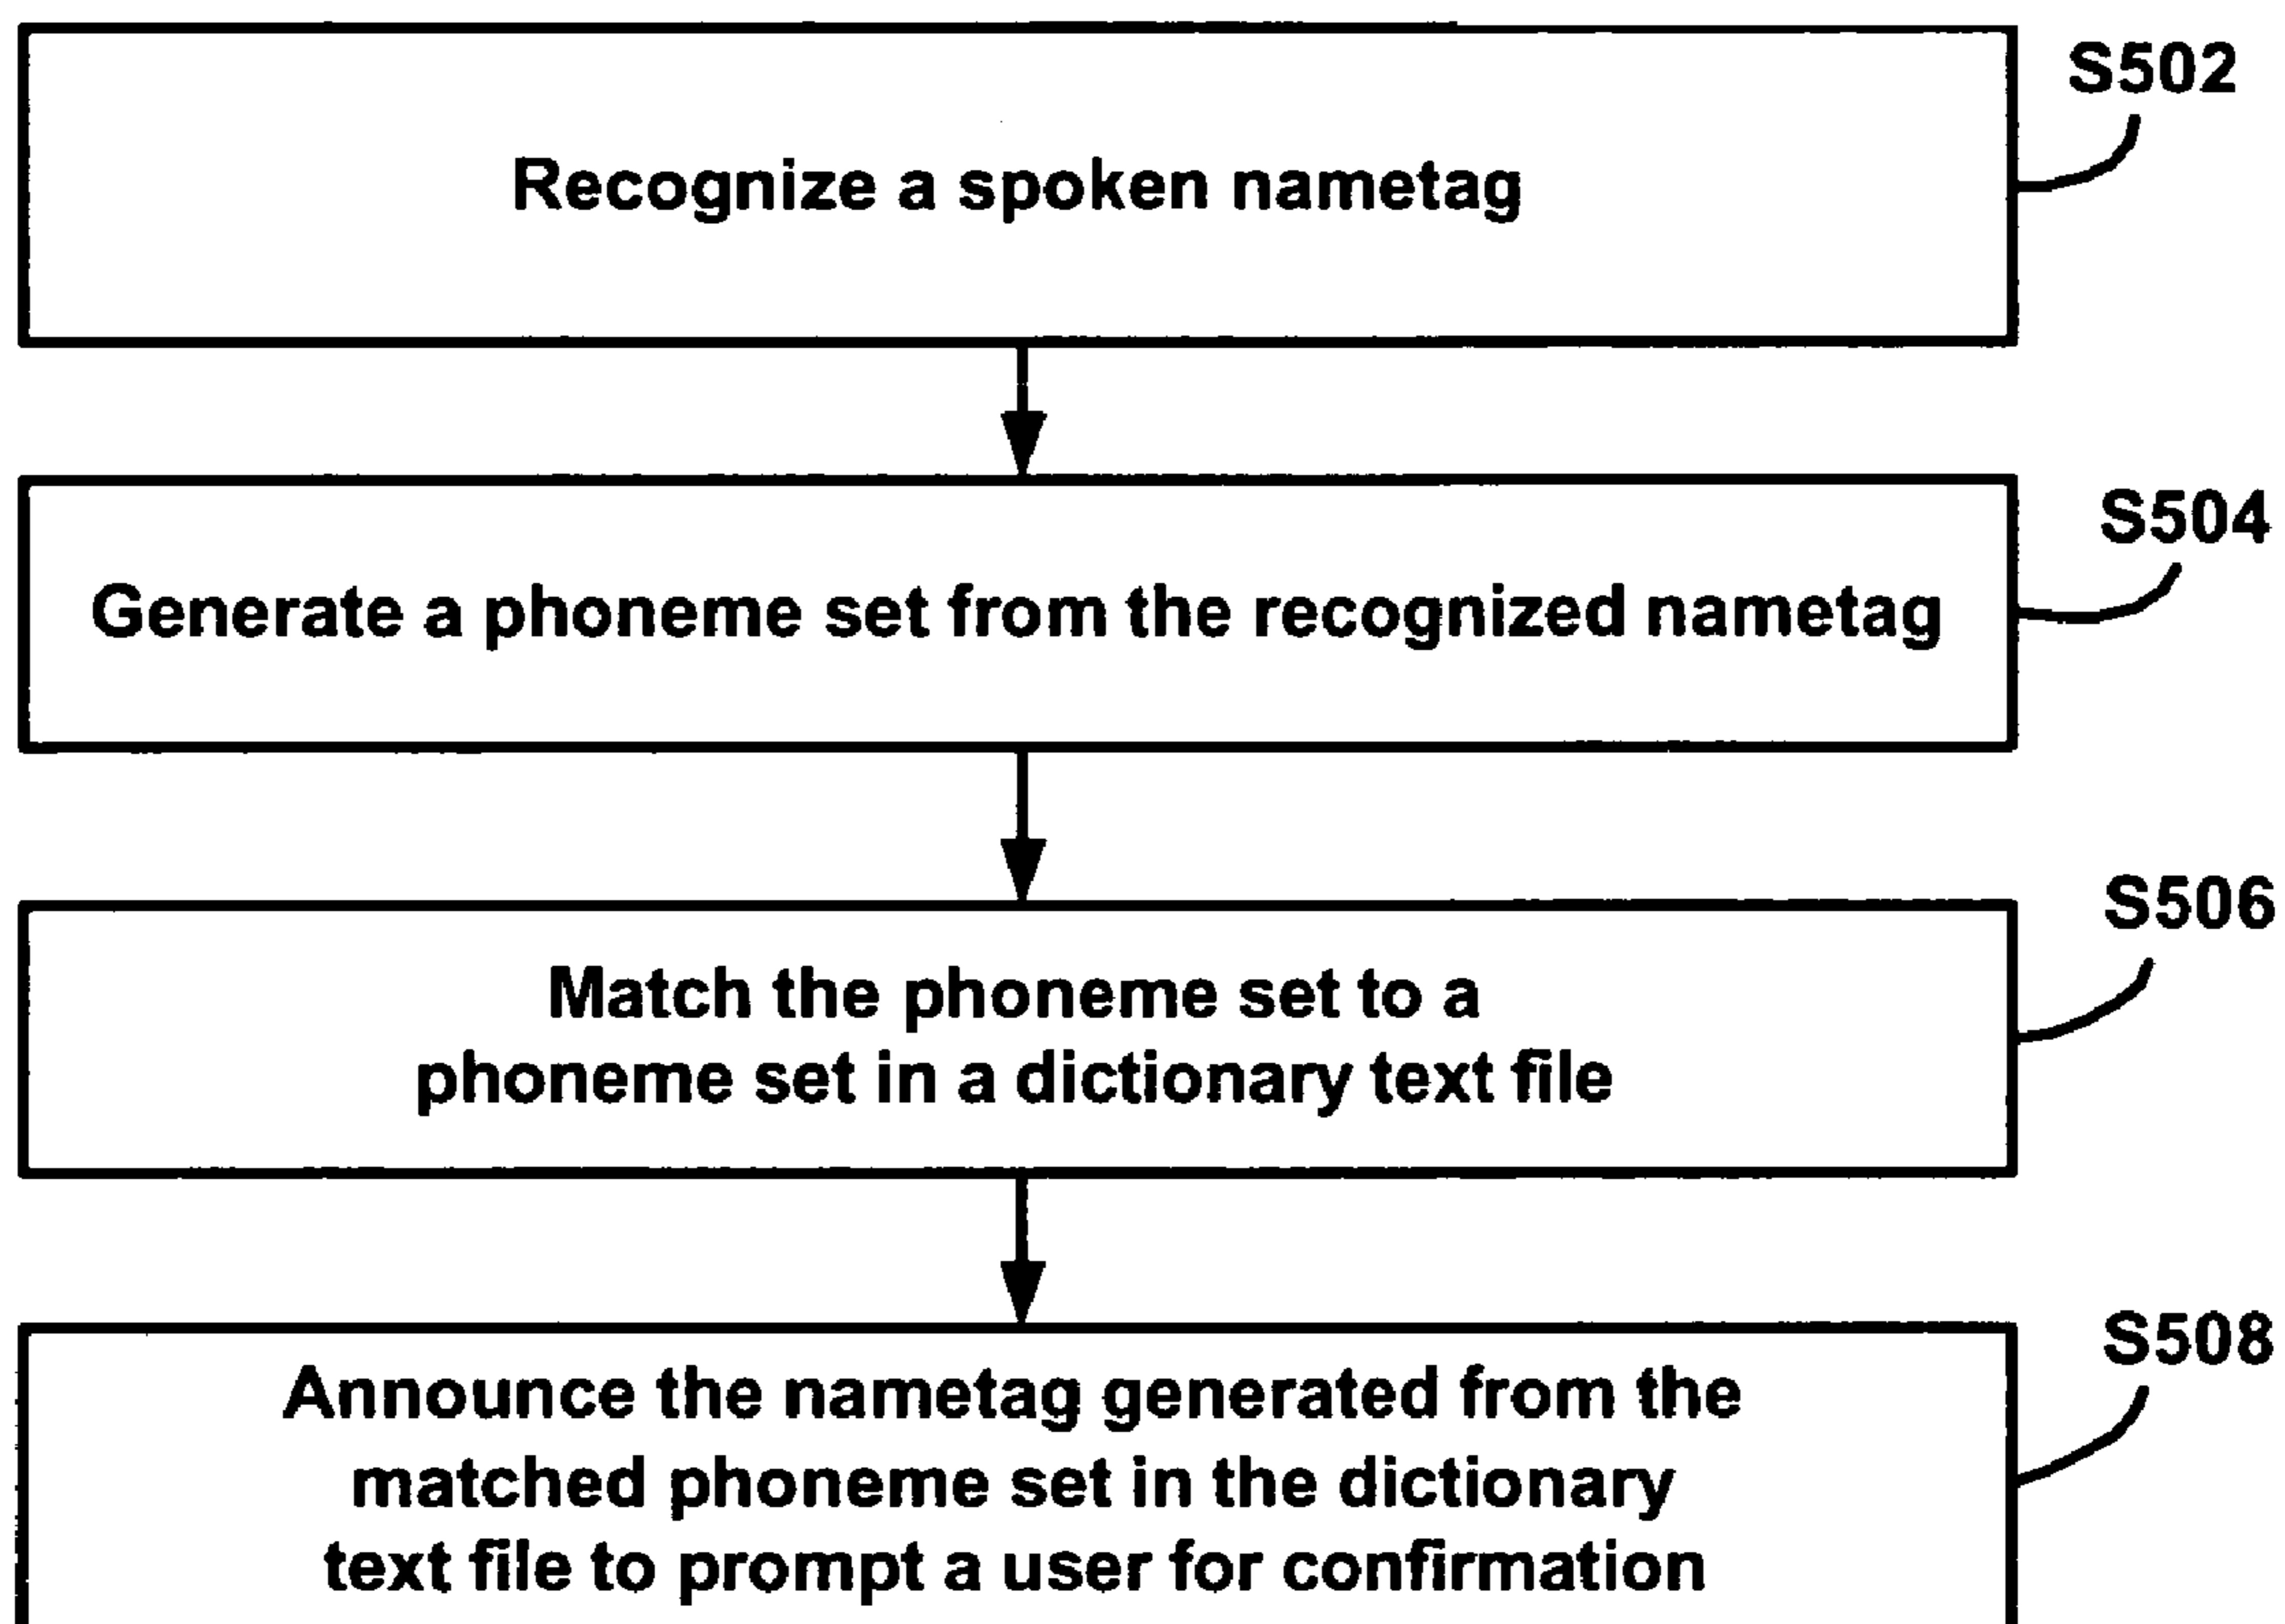 S502
Recognize a spoken nametag
S504
Generate a phoneme set from the recognized nametag
S506
Match the phoneme set to a
phoneme set in a dictionary text file
S508
Announce the nametag generated from the
matched phoneme set in the dictionary
text file to prompt a user for confirmation